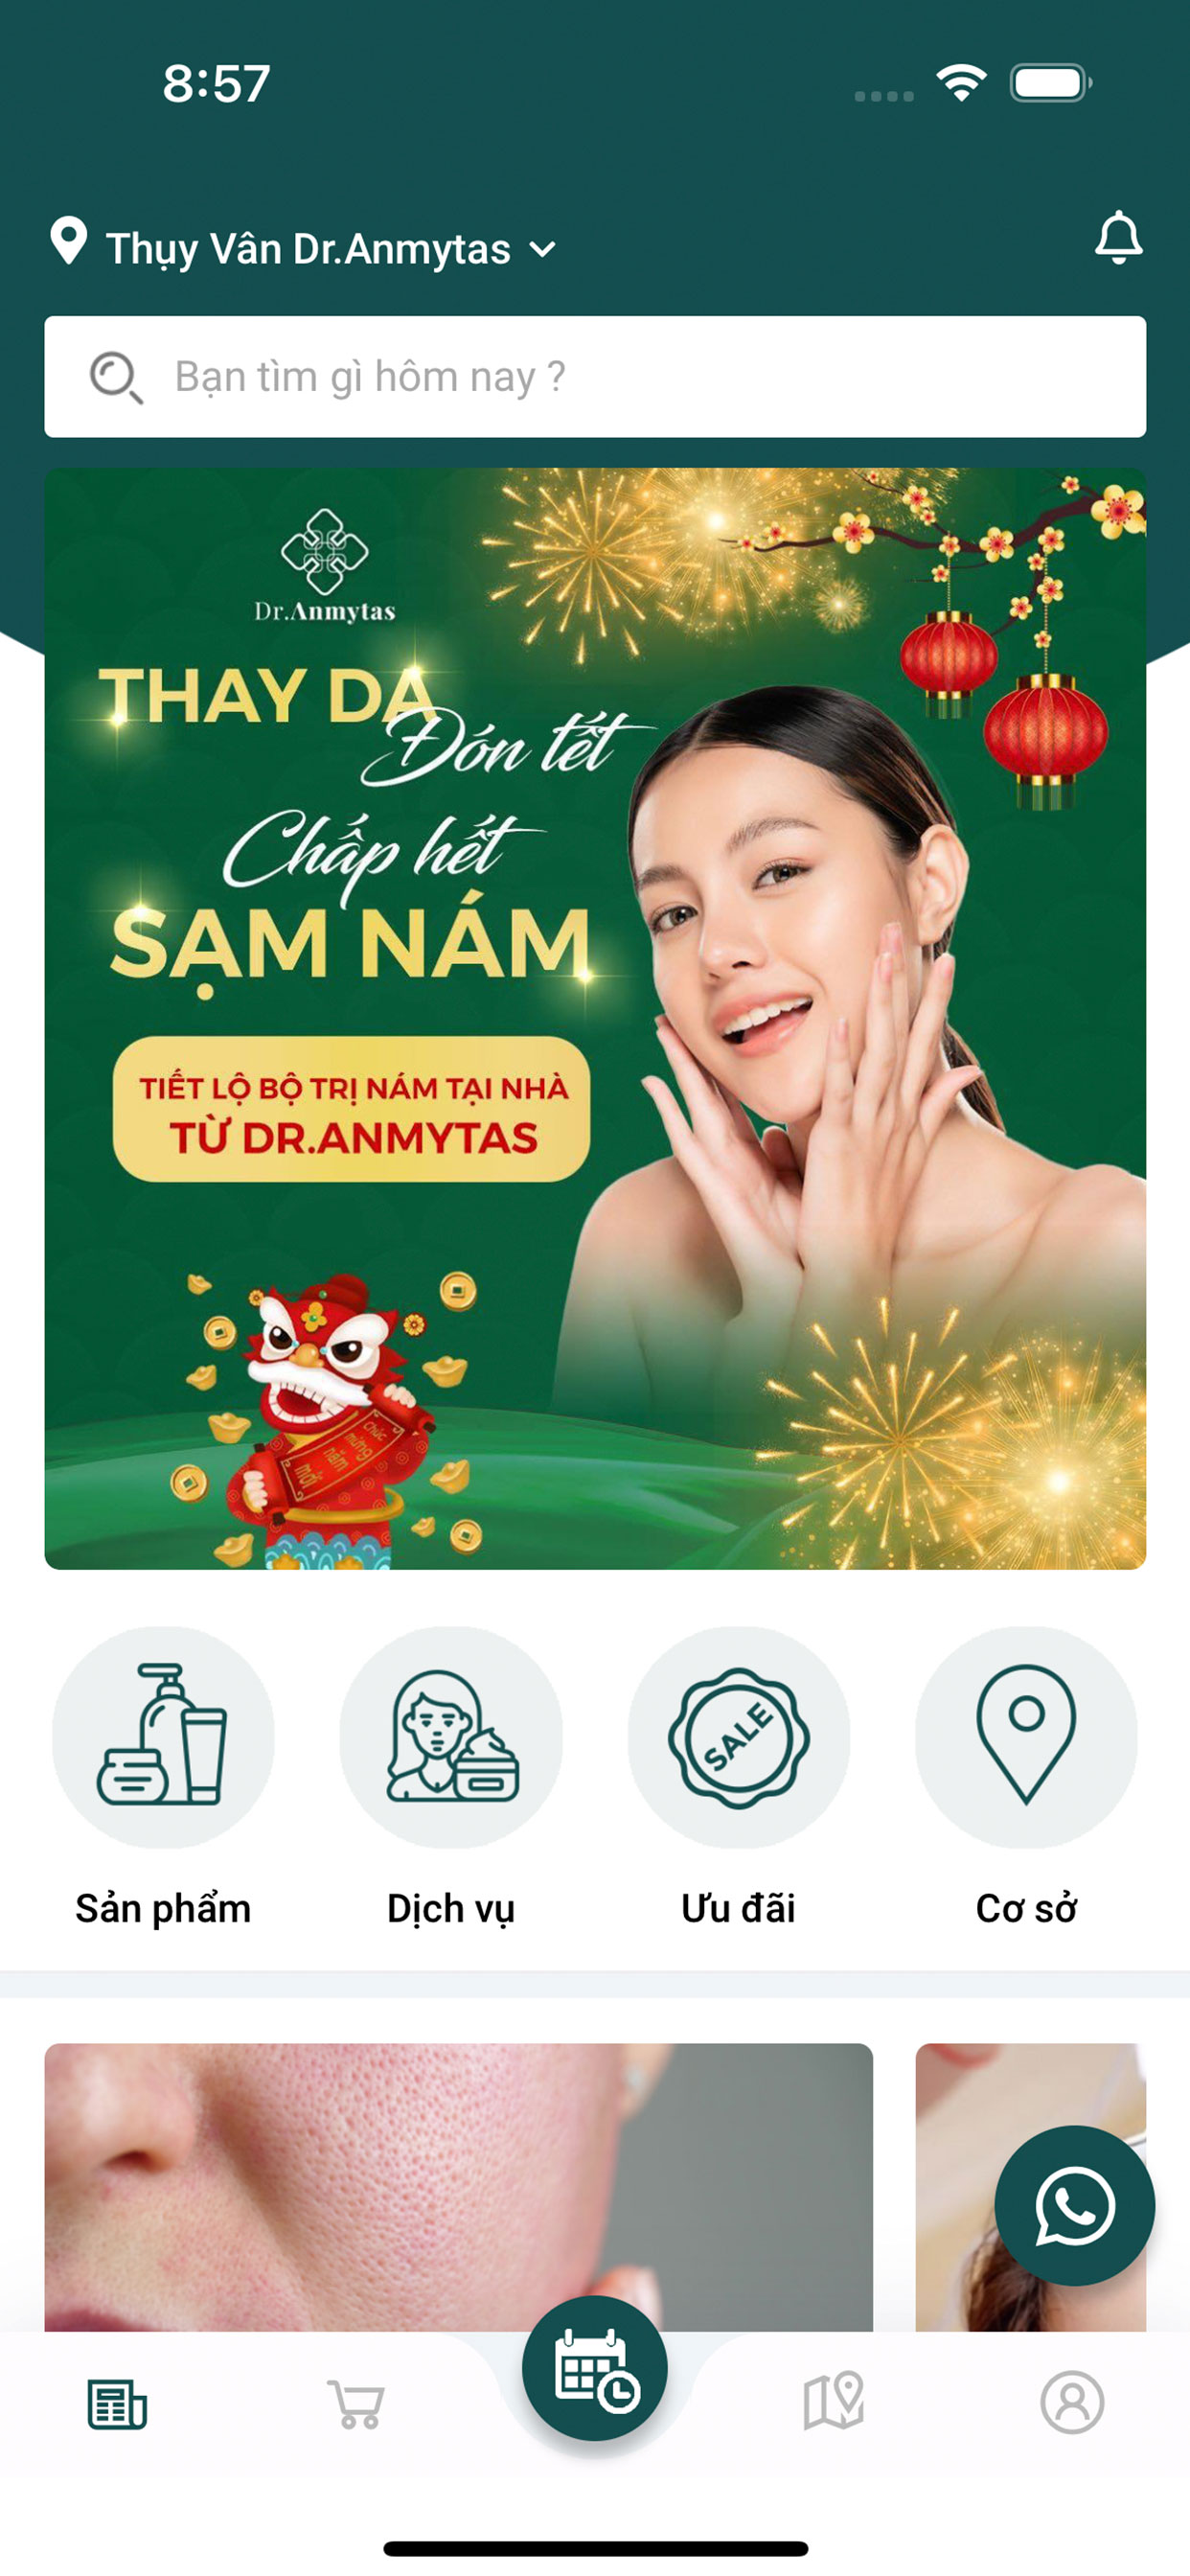 8:57
Thụy Vân Dr.Anmytas
Bạn tìm gì hôm nay ?
Dr.Anmytas
THAY DA
Đón tết
Chấp hết
SẠM NÁM
TIẾT LỘ BỘ TRỊ NÁM TẠI NHÀ
TỪ DR.ANMYTAS
Chúc
mừng
năm
mới
SALE
Sản phẩm
Dịch vụ
Ưu đãi
Cơ sở